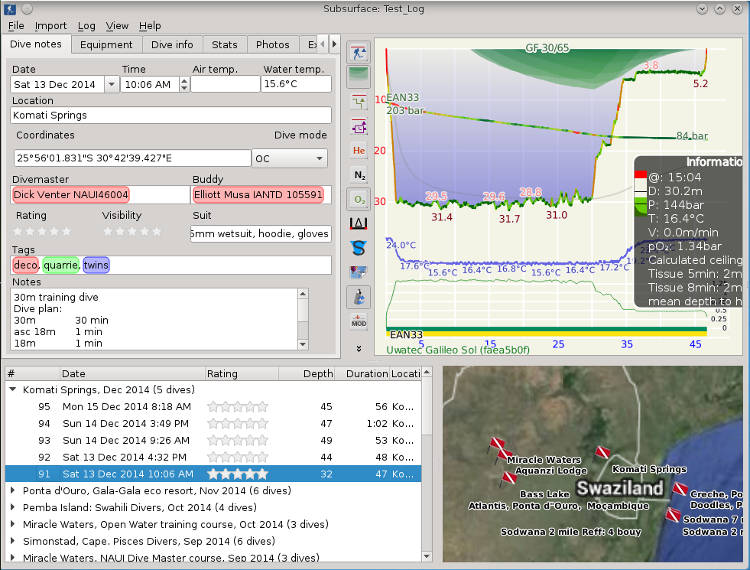 Subsurface: Test_Log
File Import Log View Help
Dive notes Equipment Dive info Stats Photos
Date Time Air temp. Water temp.
Sat 13 Dec 2014 10:06 AM 15.6°C
Location
Komati Springs
Coordinates Dive mode
25°56'01.831"S 30°42'39.427"E OC
Divemaster Buddy
Dick Venter NAUI46004 Elliott Musa IANTD 105591
Rating Visibility Suit
5mm wetsuit, hoodie, gloves
Tags
deco, quarrie, twins
Notes
30m training dive
Dive plan:
30m 30 min
asc 18m 1 min
18m 1 min
He
N₂
O₂
MOD
GF 30/65
3.8
5.2
10
EAN33
203 bar
84 bar
20
30
29.5 29.6 28.8
31.4 31.7 31.0
24.0°C
17.6°C 15.6°C 16.4°C 16.8°C 15.6°C 16.4°C 17.2°C
Informatio
@: 15:04
D: 30.2m
P: 144bar
T: 16.4°C
V: 0.0m/min
pO₂: 1.34bar
Calculated ceiling
Tissue 5min: 2m
Tissue 8min: 2m
mean depth to h
0.5
0.25
0
EAN33
5 15 25 35 45
Uwatec Galileo Sol (faea5b0f)
# Date Rating Depth Duration Locati
Komati Springs, Dec 2014 (5 dives)
95 Mon 15 Dec 2014 8:18 AM 45 56 Ko...
94 Sun 14 Dec 2014 3:49 PM 47 1:02 Ko...
93 Sun 14 Dec 2014 9:26 AM 49 53 Ko...
92 Sat 13 Dec 2014 4:32 PM 44 48 Ko...
91 Sat 13 Dec 2014 10:06 AM 32 47 Ko...
Ponta d'Ouro, Gala-Gala eco resort, Nov 2014 (6 dives)
Pemba Island: Swahili Divers, Oct 2014 (4 dives)
Miracle Waters, Open Water training course, Oct 2014 (3 dives)
Simonstad, Cape. Pisces Divers, Sep 2014 (6 dives)
Miracle Waters, NAUI Dive Master course, Sep 2014 (3 dives)
Miracle Waters
Aquanzi Lodge
Komati Springs
Bass Lake
Swaziland
Creche, Po
Doodles, P
Atlantis, Ponta d'Ouro, Moçambique
Sodwana 7
Sodwana 2 mile Reff: 4 bouy
Sodwana 2 m